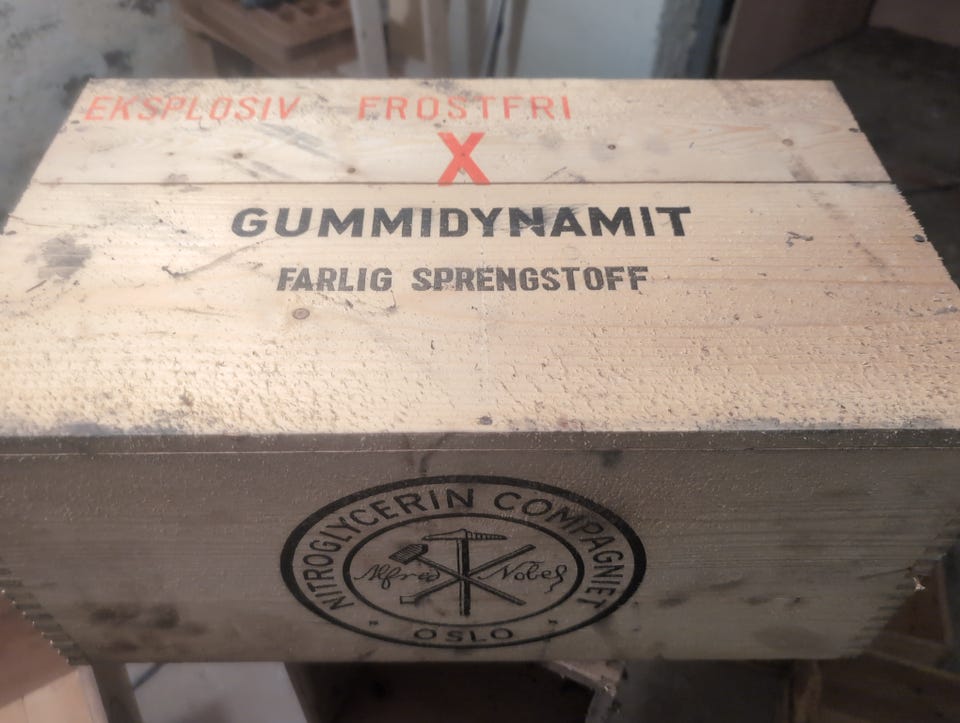 EKSPLOSIV FROSTFRI
X
GUMMIDYNAMIT
FARLIG SPRENGSTOFF
NITROGLYCERIN COMPAGNIET
Alfred Nobel
OSLO